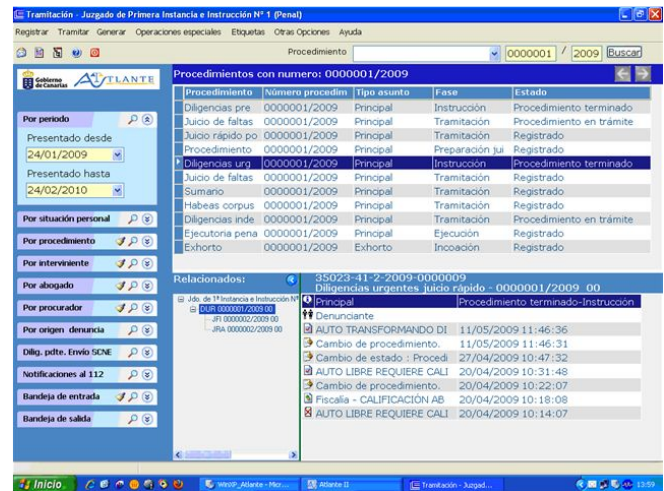 Tramitación - Juzgado de Primera Instancia e Instrucción Nº 1 (Penal)
Registrar Tramitar Generar Operaciones especiales Etiquetas Otras Opciones Ayuda
Procedimiento 0000001 / 2009 Buscar
Gobierno de Canarias ATLANTE
Procedimientos con numero: 0000001/2009
Procedimiento Número procedim Tipo asunto Fase Estado
Diligencias pre 0000001/2009 Principal Instrucción Procedimiento terminado
Juicio de faltas 0000001/2009 Principal Tramitación Procedimiento en trámite
Juicio rápido po 0000001/2009 Principal Tramitación Registrado
Procedimiento 0000001/2009 Principal Preparación jui Registrado
Diligencias urg 0000001/2009 Principal Instrucción Procedimiento terminado
Juicio de faltas 0000001/2009 Principal Tramitación Registrado
Sumario 0000001/2009 Principal Tramitación Registrado
Habeas corpus 0000001/2009 Principal Tramitación Registrado
Diligencias inde 0000001/2009 Principal Tramitación Procedimiento en trámite
Ejecutoria pena 0000001/2009 Principal Ejecución Registrado
Exhorto 0000001/2009 Exhorto Incoación Registrado
Por periodo
Presentado desde
24/01/2009
Presentado hasta
24/02/2010
Por situación personal
Por procedimiento
Por interviniente
Por abogado
Por procurador
Por origen denuncia
Dilig. pdte. Envío SCNE
Notificaciones al 112
Bandeja de entrada
Bandeja de salida
Relacionados:
Jdo. de 1ª Instancia e Instrucción Nº
DUR 0000001/2009 00
JFI 0000002/2009 00
JRA 0000002/2009 00
35023-41-2-2009-0000009
Diligencias urgentes juicio rápido - 0000001/2009 00
Principal Procedimiento terminado-Instrucción
Denunciante
AUTO TRANSFORMANDO DI 11/05/2009 11:46:36
Cambio de procedimiento. 11/05/2009 11:46:31
Cambio de estado : Procedi 27/04/2009 10:47:32
AUTO LIBRE REQUIERE CALI 20/04/2009 10:31:48
Cambio de procedimiento. 20/04/2009 10:22:07
Fiscalía - CALIFICACIÓN AB 20/04/2009 10:18:08
AUTO LIBRE REQUIERE CALI 20/04/2009 10:14:07
Inicio WinXP_Atlante - Micr... Atlante II Tramitación - Juzgad... 13:59